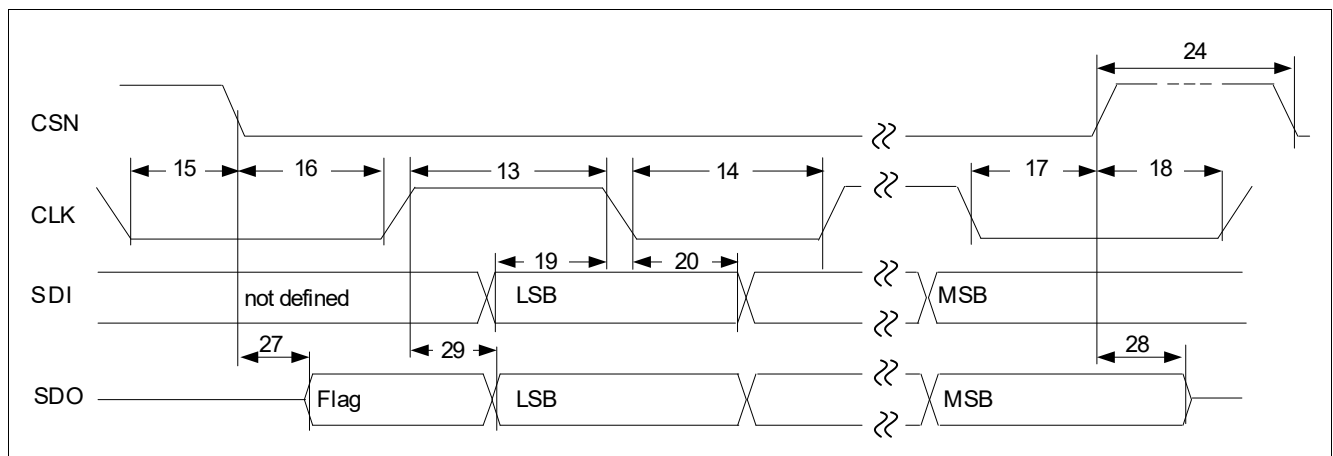 24
CSN
15 16 13 14 17 18
CLK
19 20
SDI not defined LSB MSB
27 29 28
SDO Flag LSB MSB